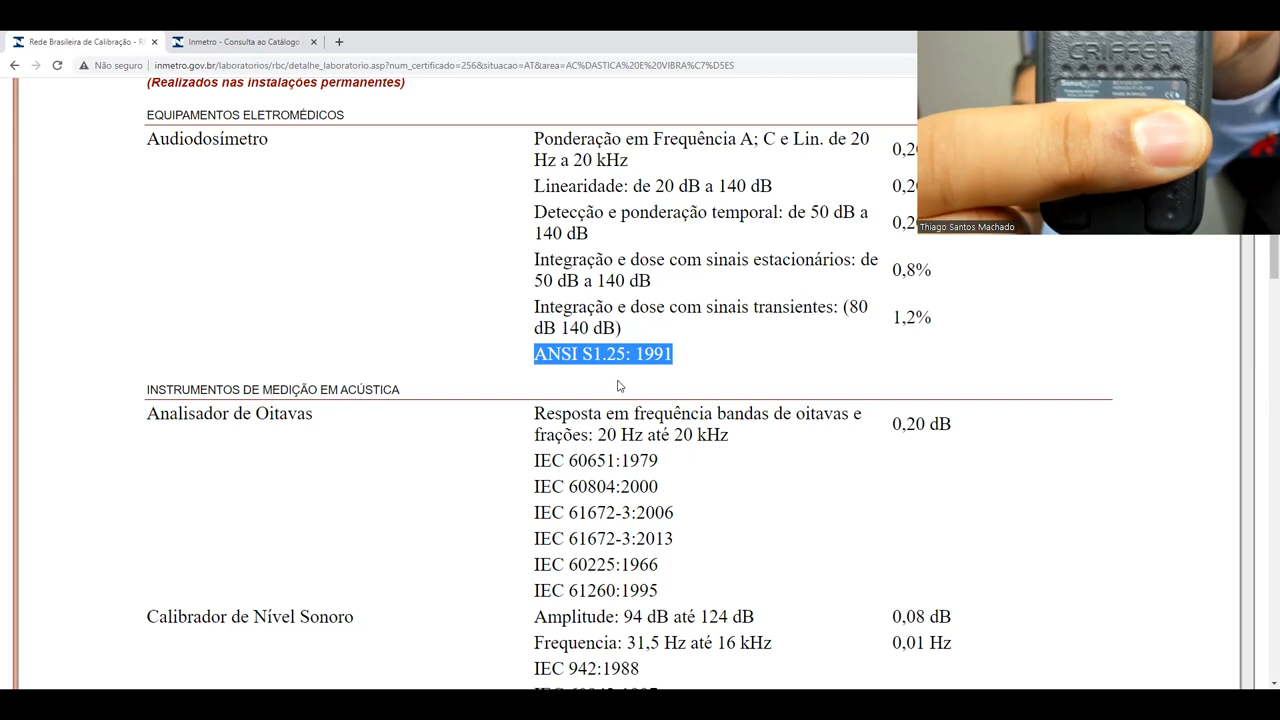 Rede Brasileira de Calibração - R
Inmetro - Consulta ao Catálogo
Não seguro
inmetro.gov.br/laboratorios/rbc/detalhe_laboratorio.asp?num_certificado=256&situacao=AT&area=AC%DASTICA%20E%20VIBRA%C7%D5ES
(Realizados nas instalações permanentes)
EQUIPAMENTOS ELETROMÉDICOS
Audiodosímetro
Ponderação em Frequência A; C e Lin. de 20
Hz a 20 kHz
0,20
Linearidade: de 20 dB a 140 dB
0,20
Detecção e ponderação temporal: de 50 dB a
140 dB
0,20
Integração e dose com sinais estacionários: de
50 dB a 140 dB
0,8%
Integração e dose com sinais transientes: (80
dB 140 dB)
1,2%
ANSI S1.25: 1991
INSTRUMENTOS DE MEDIÇÃO EM ACÚSTICA
Analisador de Oitavas
Resposta em frequência bandas de oitavas e
frações: 20 Hz até 20 kHz
0,20 dB
IEC 60651:1979
IEC 60804:2000
IEC 61672-3:2006
IEC 61672-3:2013
IEC 60225:1966
IEC 61260:1995
Calibrador de Nível Sonoro
Amplitude: 94 dB até 124 dB
0,08 dB
Frequencia: 31,5 Hz até 16 kHz
0,01 Hz
IEC 942:1988
CRIFFER
Thiago Santos Machado